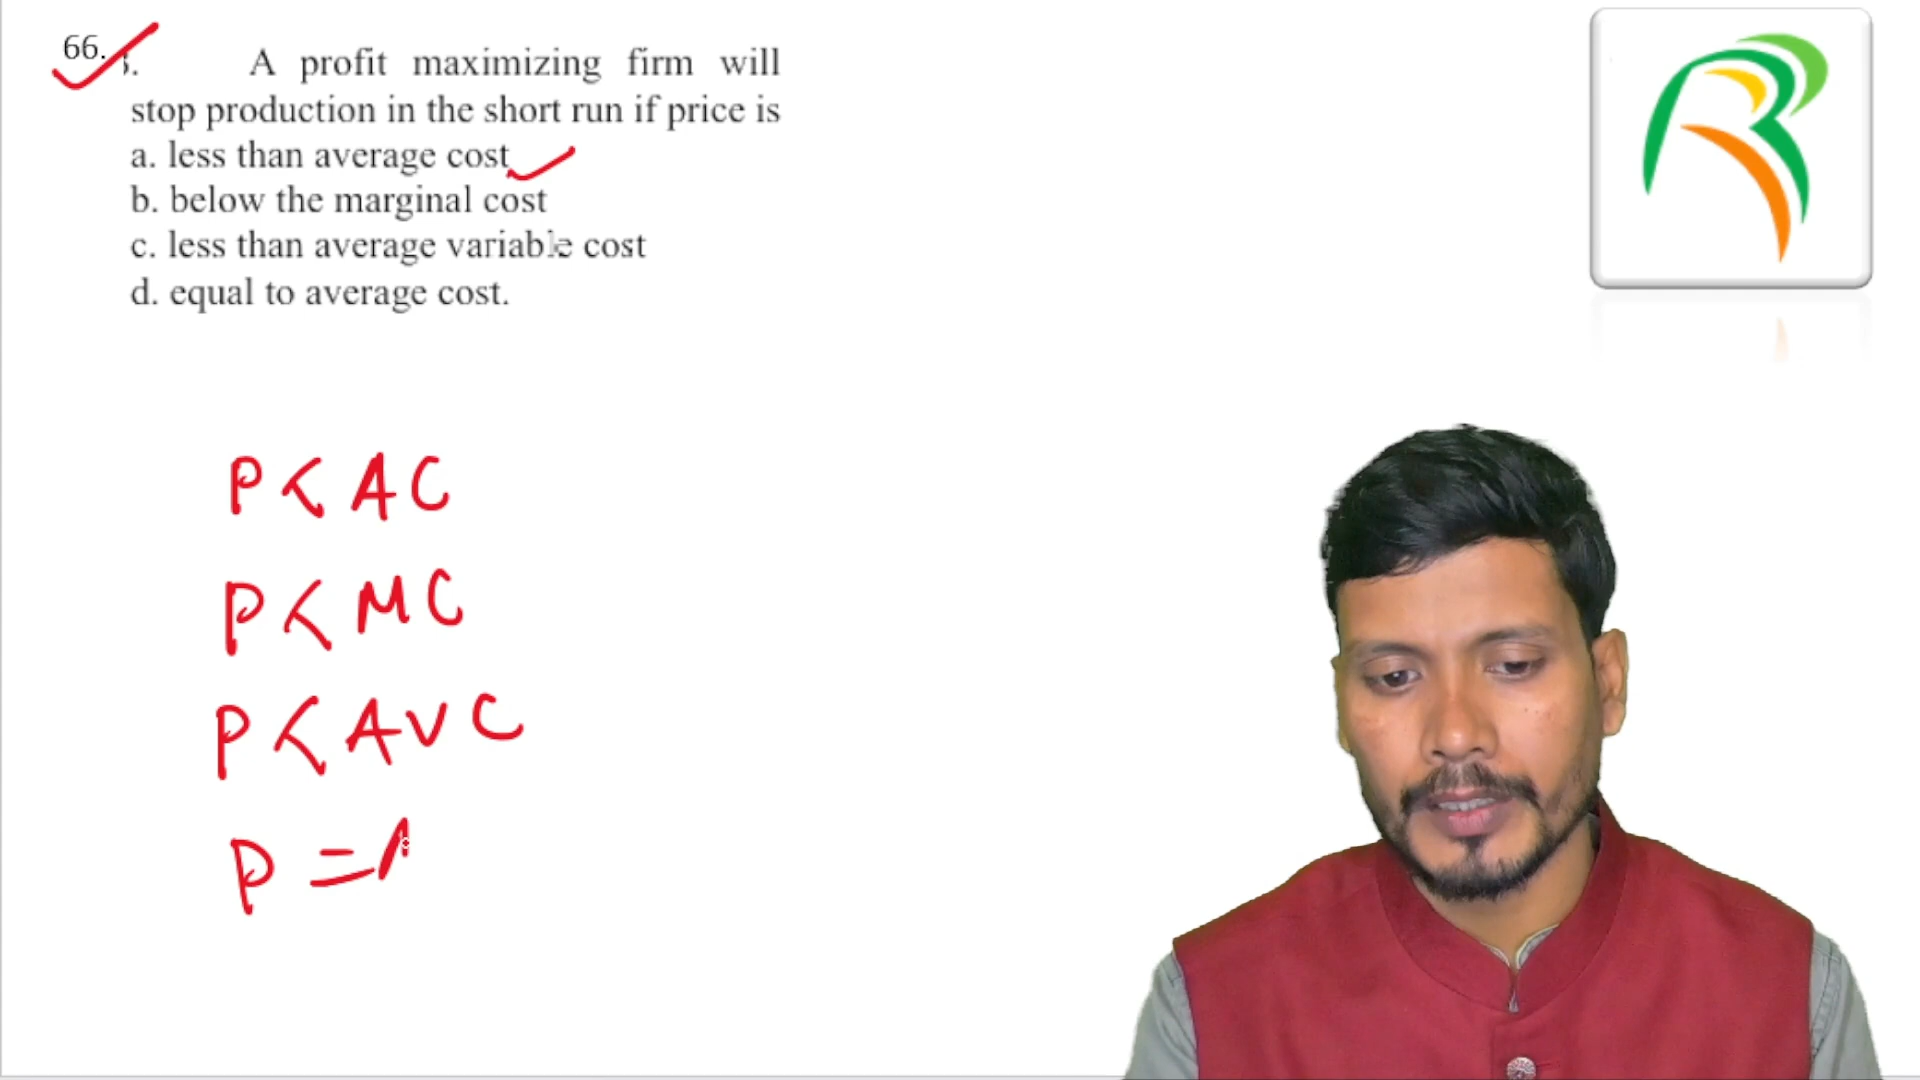 66.
A profit maximizing firm will
stop production in the short run if price is
a. less than average cost
b. below the marginal cost
c. less than average variable cost
d. equal to average cost.
P < AC
P < MC
P < AVC
P = A